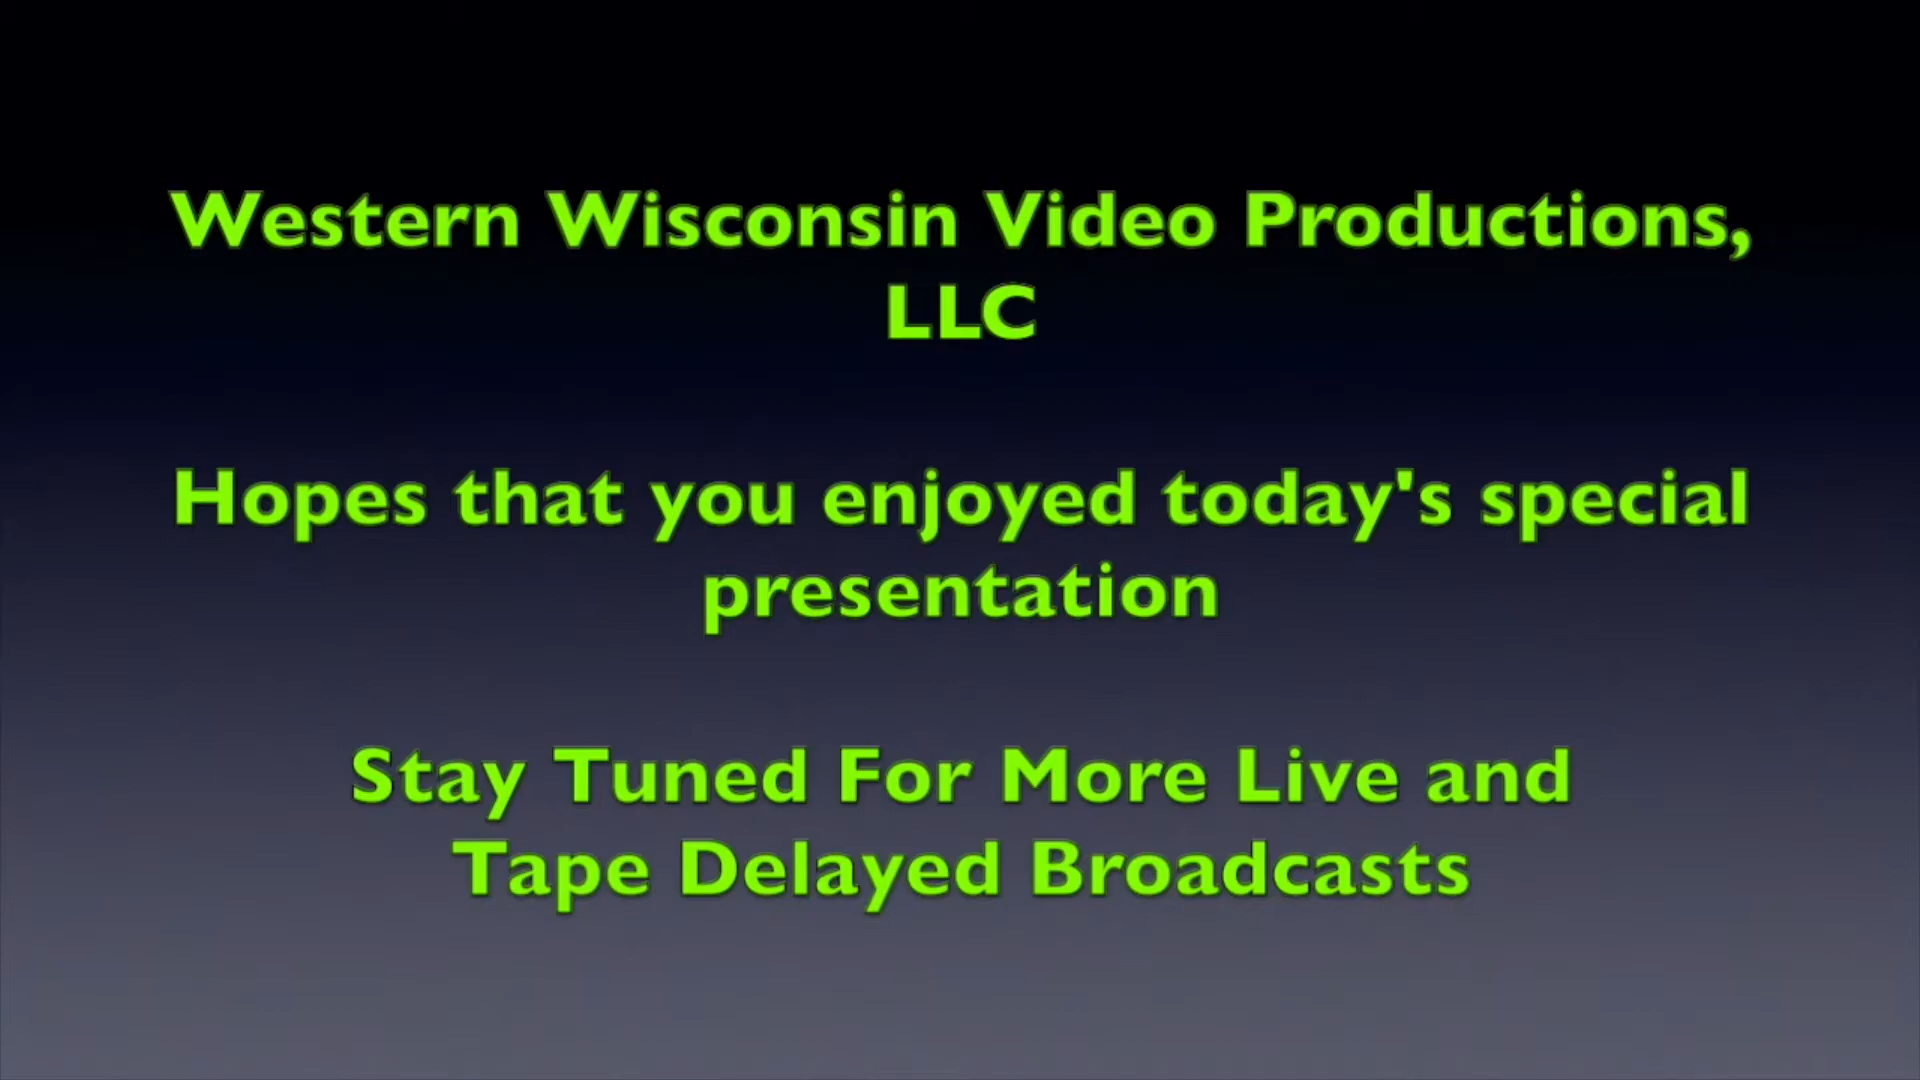 Western Wisconsin Video Productions,
LLC
Hopes that you enjoyed today's special
presentation
Stay Tuned For More Live and
Tape Delayed Broadcasts